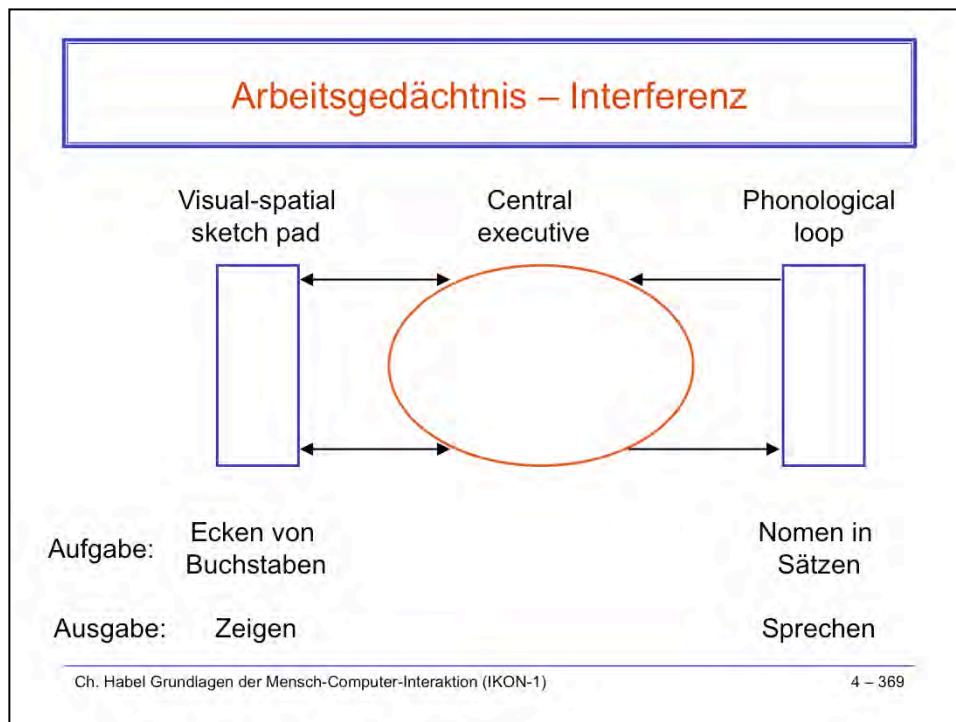 Arbeitsgedächtnis – Interferenz
Visual-spatial
sketch pad
Central
executive
Phonological
loop
Aufgabe:
Ecken von
Buchstaben
Nomen in
Sätzen
Ausgabe:
Zeigen
Sprechen
Ch. Habel Grundlagen der Mensch-Computer-Interaktion (IKON-1)
4 – 369